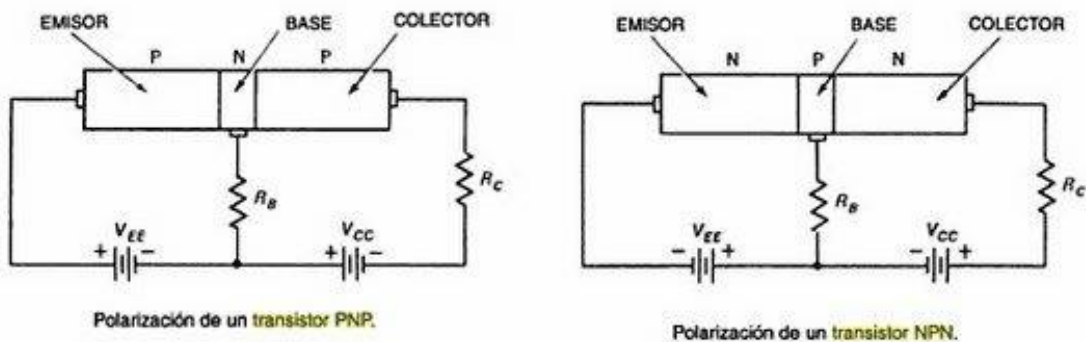 EMISOR BASE COLECTOR
P N P
R_B
R_C
V_EE
+ -
V_CC
+ -
Polarización de un transistor PNP.
EMISOR BASE COLECTOR
N P N
R_B
R_C
V_EE
- +
V_CC
- +
Polarización de un transistor NPN.